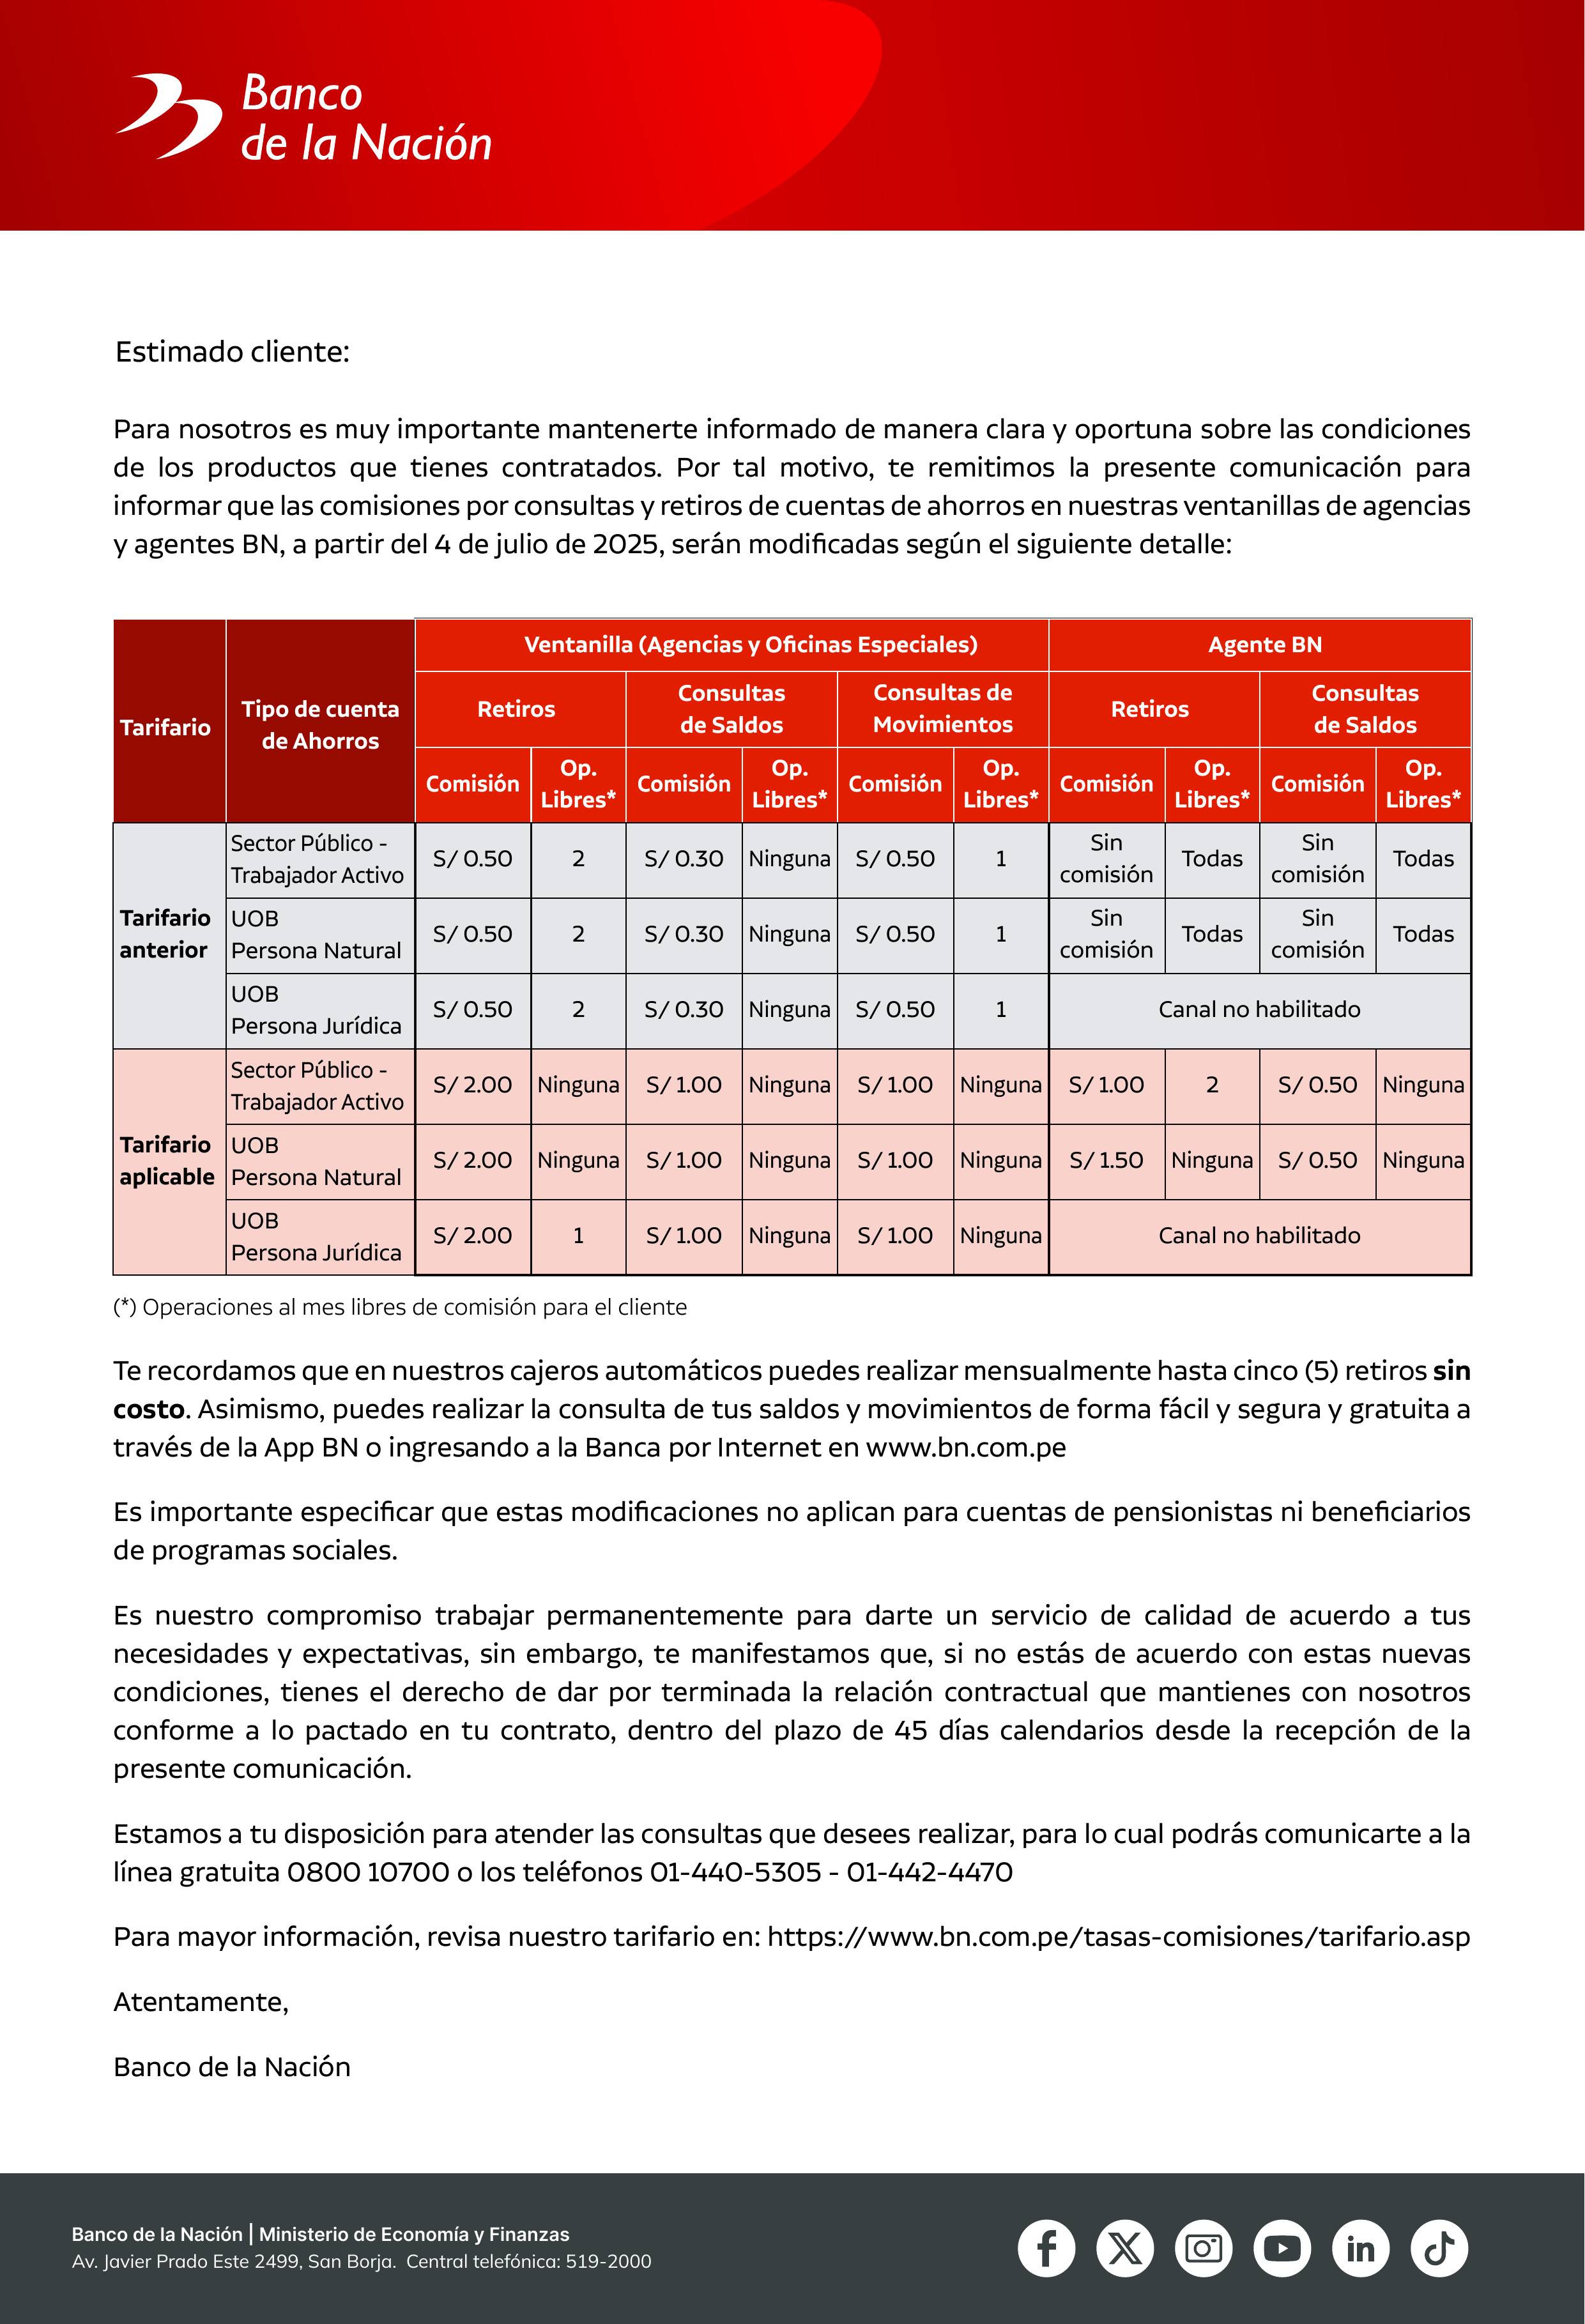 Banco
de la Nación
Estimado cliente:
Para nosotros es muy importante mantenerte informado de manera clara y oportuna sobre las condiciones
de los productos que tienes contratados. Por tal motivo, te remitimos la presente comunicación para
informar que las comisiones por consultas y retiros de cuentas de ahorros en nuestras ventanillas de agencias
y agentes BN, a partir del 4 de julio de 2025, serán modificadas según el siguiente detalle:
Tarifario Tipo de cuenta de Ahorros Ventanilla (Agencias y Oficinas Especiales) Agente BN
Retiros Consultas de Saldos Consultas de Movimientos Retiros Consultas de Saldos
Comisión Op. Libres* Comisión Op. Libres* Comisión Op. Libres* Comisión Op. Libres* Comisión Op. Libres*
Tarifario anterior
Sector Público - Trabajador Activo S/ 0.50 2 S/ 0.30 Ninguna S/ 0.50 1 Sin comisión Todas Sin comisión Todas
UOB Persona Natural S/ 0.50 2 S/ 0.30 Ninguna S/ 0.50 1 Sin comisión Todas Sin comisión Todas
UOB Persona Jurídica S/ 0.50 2 S/ 0.30 Ninguna S/ 0.50 1 Canal no habilitado
Tarifario aplicable
Sector Público - Trabajador Activo S/ 2.00 Ninguna S/ 1.00 Ninguna S/ 1.00 Ninguna S/ 1.00 2 S/ 0.50 Ninguna
UOB Persona Natural S/ 2.00 Ninguna S/ 1.00 Ninguna S/ 1.00 Ninguna S/ 1.50 Ninguna S/ 0.50 Ninguna
UOB Persona Jurídica S/ 2.00 1 S/ 1.00 Ninguna S/ 1.00 Ninguna Canal no habilitado
(*) Operaciones al mes libres de comisión para el cliente
Te recordamos que en nuestros cajeros automáticos puedes realizar mensualmente hasta cinco (5) retiros sin
costo. Asimismo, puedes realizar la consulta de tus saldos y movimientos de forma fácil y segura y gratuita a
través de la App BN o ingresando a la Banca por Internet en www.bn.com.pe
Es importante especificar que estas modificaciones no aplican para cuentas de pensionistas ni beneficiarios
de programas sociales.
Es nuestro compromiso trabajar permanentemente para darte un servicio de calidad de acuerdo a tus
necesidades y expectativas, sin embargo, te manifestamos que, si no estás de acuerdo con estas nuevas
condiciones, tienes el derecho de dar por terminada la relación contractual que mantienes con nosotros
conforme a lo pactado en tu contrato, dentro del plazo de 45 días calendarios desde la recepción de la
presente comunicación.
Estamos a tu disposición para atender las consultas que desees realizar, para lo cual podrás comunicarte a la
línea gratuita 0800 10700 o los teléfonos 01-440-5305 - 01-442-4470
Para mayor información, revisa nuestro tarifario en: https://www.bn.com.pe/tasas-comisiones/tarifario.asp
Atentamente,
Banco de la Nación
Banco de la Nación | Ministerio de Economía y Finanzas
Av. Javier Prado Este 2499, San Borja. Central telefónica: 519-2000